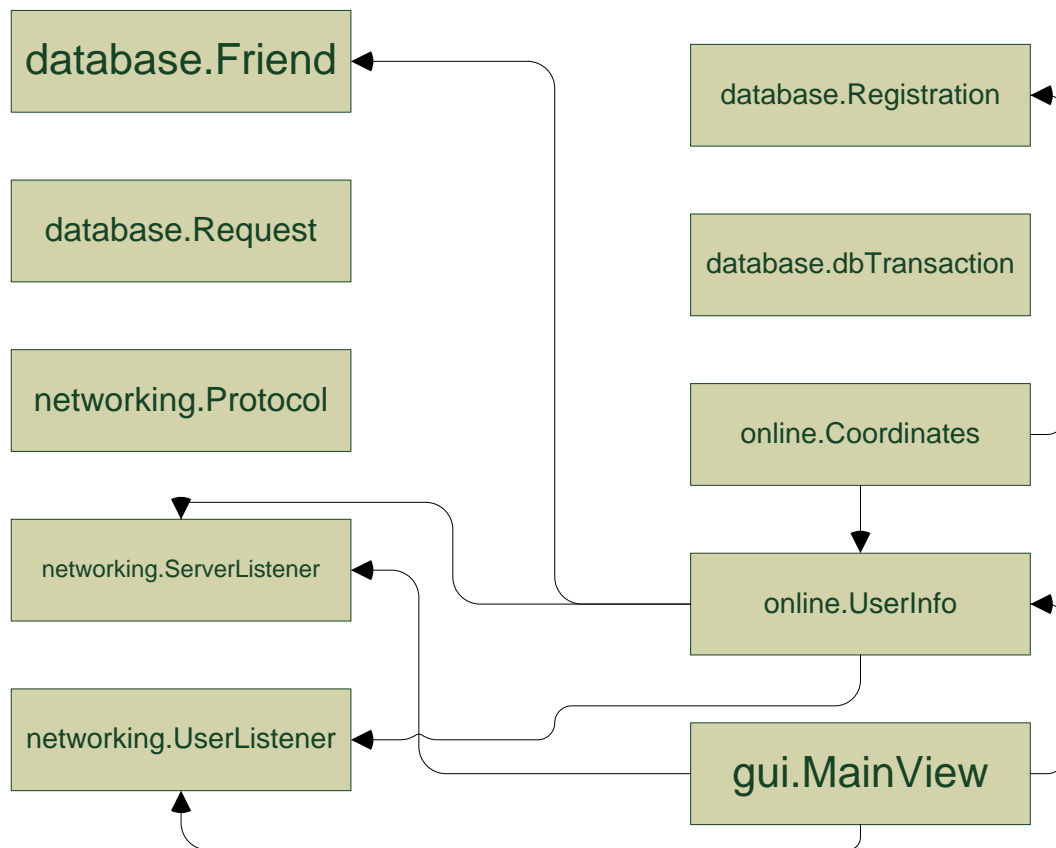 database.Friend
database.Request
networking.Protocol
networking.ServerListener
networking.UserListener
database.Registration
database.dbTransaction
online.Coordinates
online.UserInfo
gui.MainView